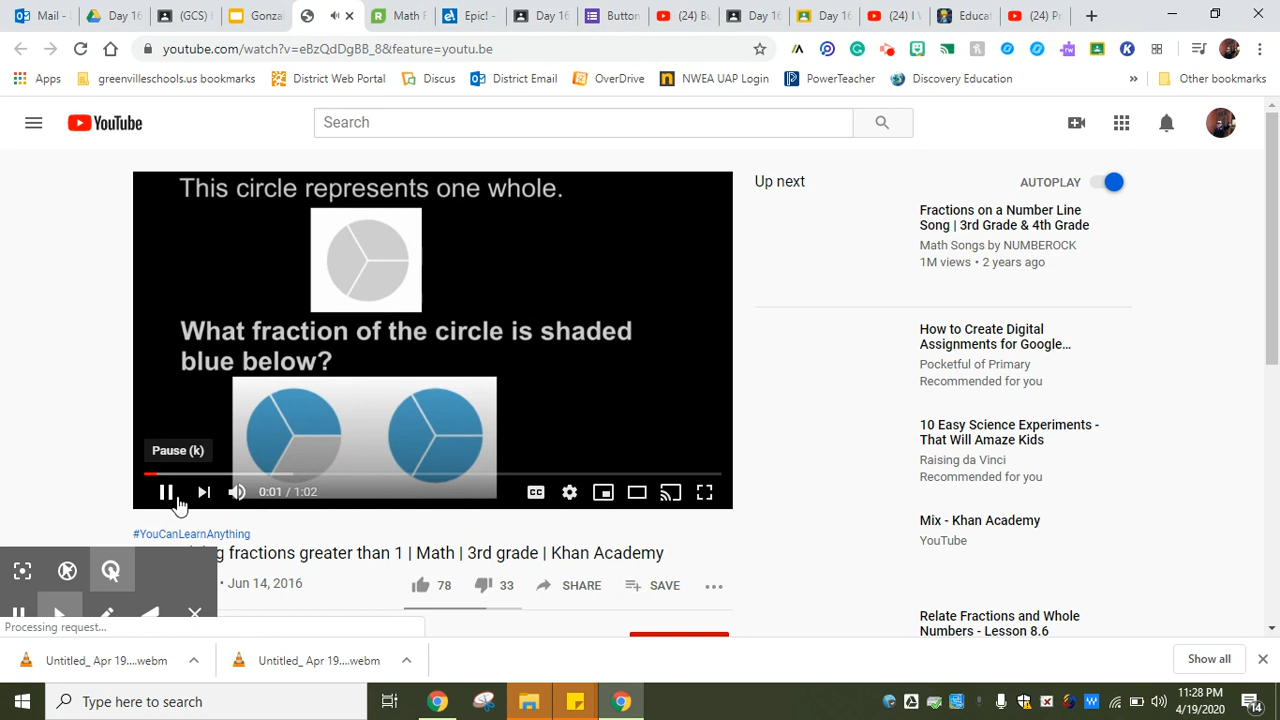 Mail -
Day 16
(GCS)
Gonza
Math F
Epic! -
Day 16
Button
(24) Bu
Day 16
Day 16
(24) I V
Educat
(24) Pr
youtube.com/watch?v=eBzQdDgBB_8&feature=youtu.be
Apps
greenvilleschools.us bookmarks
District Web Portal
Discus
District Email
OverDrive
NWEA UAP Login
PowerTeacher
Discovery Education
»
Other bookmarks
YouTube
Search
This circle represents one whole.
What fraction of the circle is shaded
blue below?
Pause (k)
0:01 / 1:02
CC
#YouCanLearnAnything
g fractions greater than 1 | Math | 3rd grade | Khan Academy
• Jun 14, 2016
78
33
SHARE
SAVE
Up next
AUTOPLAY
Fractions on a Number Line
Song | 3rd Grade & 4th Grade
Math Songs by NUMBEROCK
1M views • 2 years ago
How to Create Digital
Assignments for Google...
Pocketful of Primary
Recommended for you
10 Easy Science Experiments -
That Will Amaze Kids
Raising da Vinci
Recommended for you
Mix - Khan Academy
YouTube
Relate Fractions and Whole
Numbers - Lesson 8.6
Processing request...
Untitled_ Apr 19....webm
Untitled_ Apr 19....webm
Show all
Type here to search
11:28 PM
4/19/2020
14